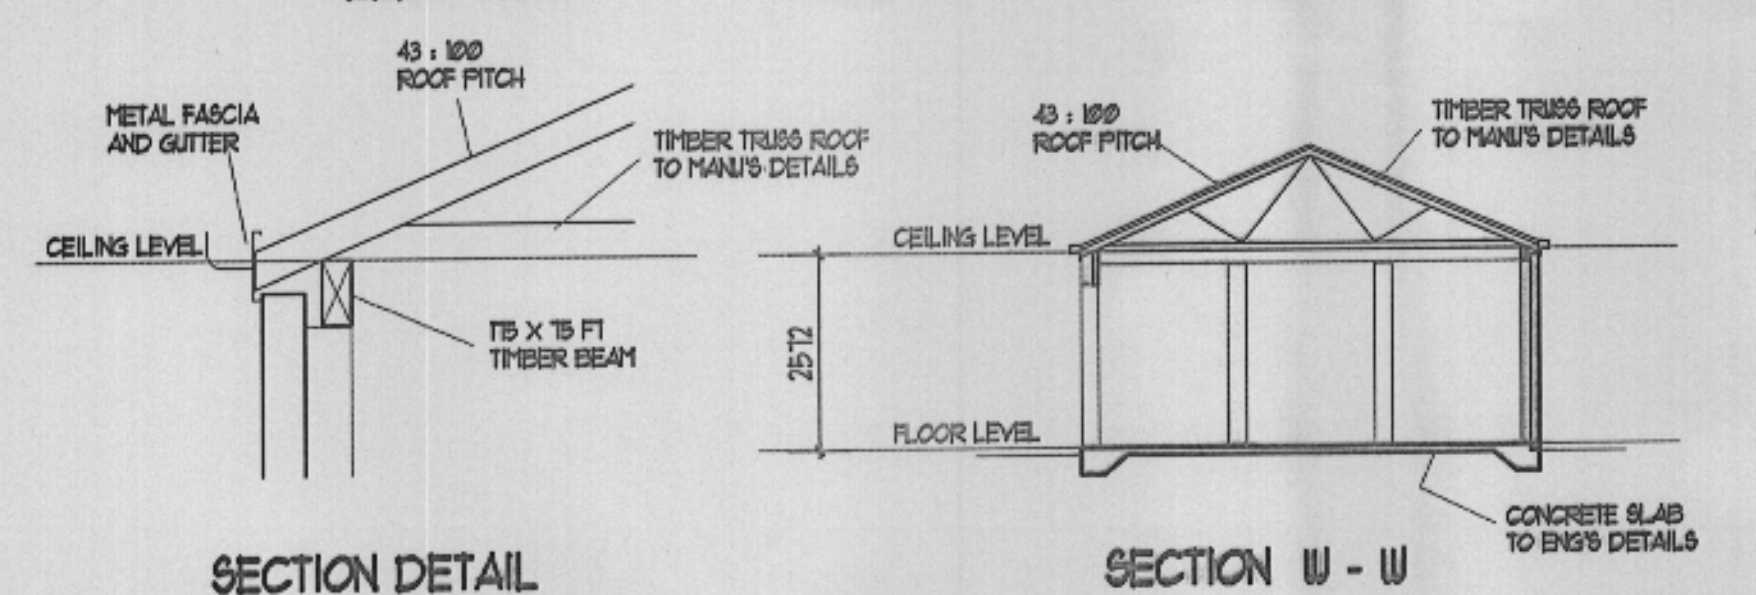 43 : 100
ROOF PITCH
METAL FASCIA
AND GUTTER
TIMBER TRUSS ROOF
TO MANU'S DETAILS
CEILING LEVEL
175 X 75 F7
TIMBER BEAM
SECTION DETAIL
43 : 100
ROOF PITCH
TIMBER TRUSS ROOF
TO MANU'S DETAILS
CEILING LEVEL
2572
FLOOR LEVEL
CONCRETE SLAB
TO ENG'S DETAILS
SECTION W - W